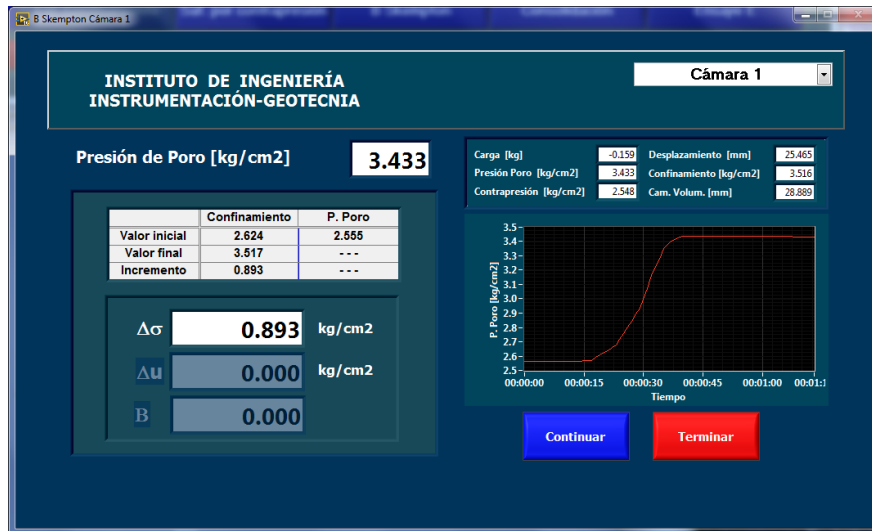 B Skempton Cámara 1
INSTITUTO DE INGENIERÍA
INSTRUMENTACIÓN-GEOTECNIA
Cámara 1
Presión de Poro [kg/cm2] 3.433
Carga [kg] -0.159 Desplazamiento [mm] 25.465
Presión Poro [kg/cm2] 3.433 Confinamiento [kg/cm2] 3.516
Contrapresión [kg/cm2] 2.548 Cam. Volum. [mm] 28.889
Confinamiento P. Poro
Valor inicial 2.624 2.555
Valor final 3.517 ---
Incremento 0.893 ---
Δσ 0.893 kg/cm2
Δu 0.000 kg/cm2
B 0.000
P. Poro [kg/cm2]
3.5
3.4
3.3
3.2
3.1
3.0
2.9
2.8
2.7
2.6
2.5
00:00:00 00:00:15 00:00:30 00:00:45 00:01:00 00:01:1
Tiempo
Continuar Terminar